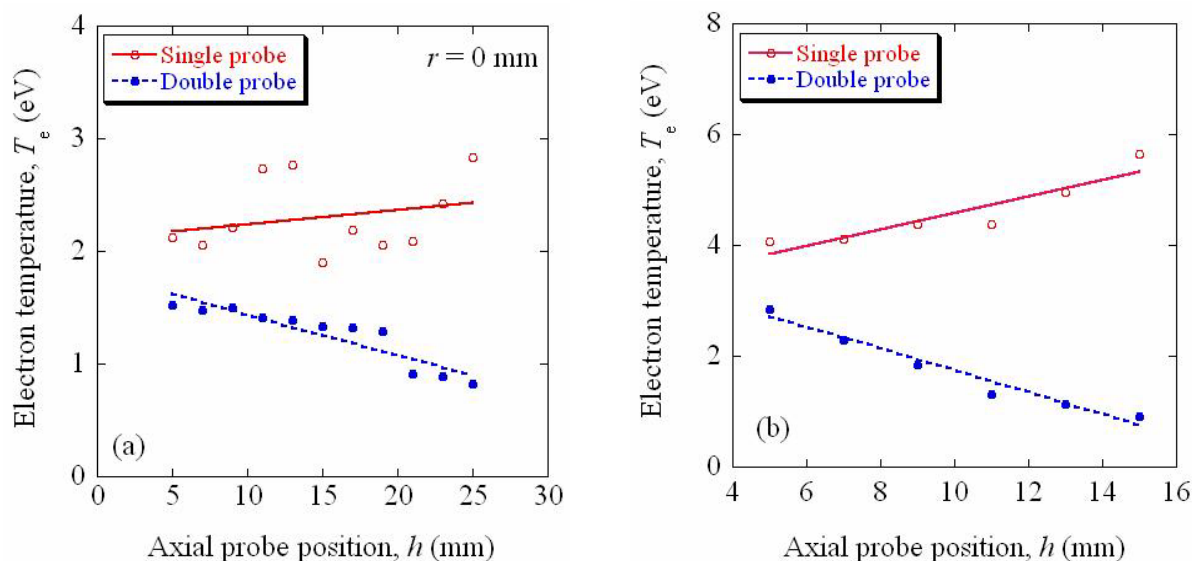 4
3
2
1
0
Electron temperature, Te (eV)
Single probe
Double probe
r = 0 mm
(a)
0 5 10 15 20 25 30
Axial probe position, h (mm)
8
6
4
2
0
Electron temperature, Te (eV)
Single probe
Double probe
(b)
4 6 8 10 12 14 16
Axial probe position, h (mm)